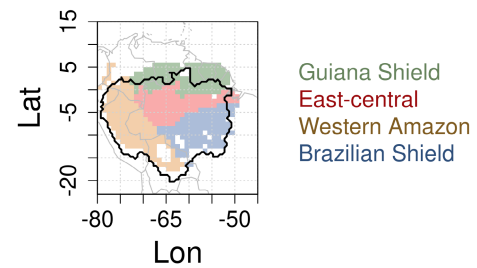 15
5
-5
-20
Lat
-80
-65
-50
Lon
Guiana Shield
East-central
Western Amazon
Brazilian Shield